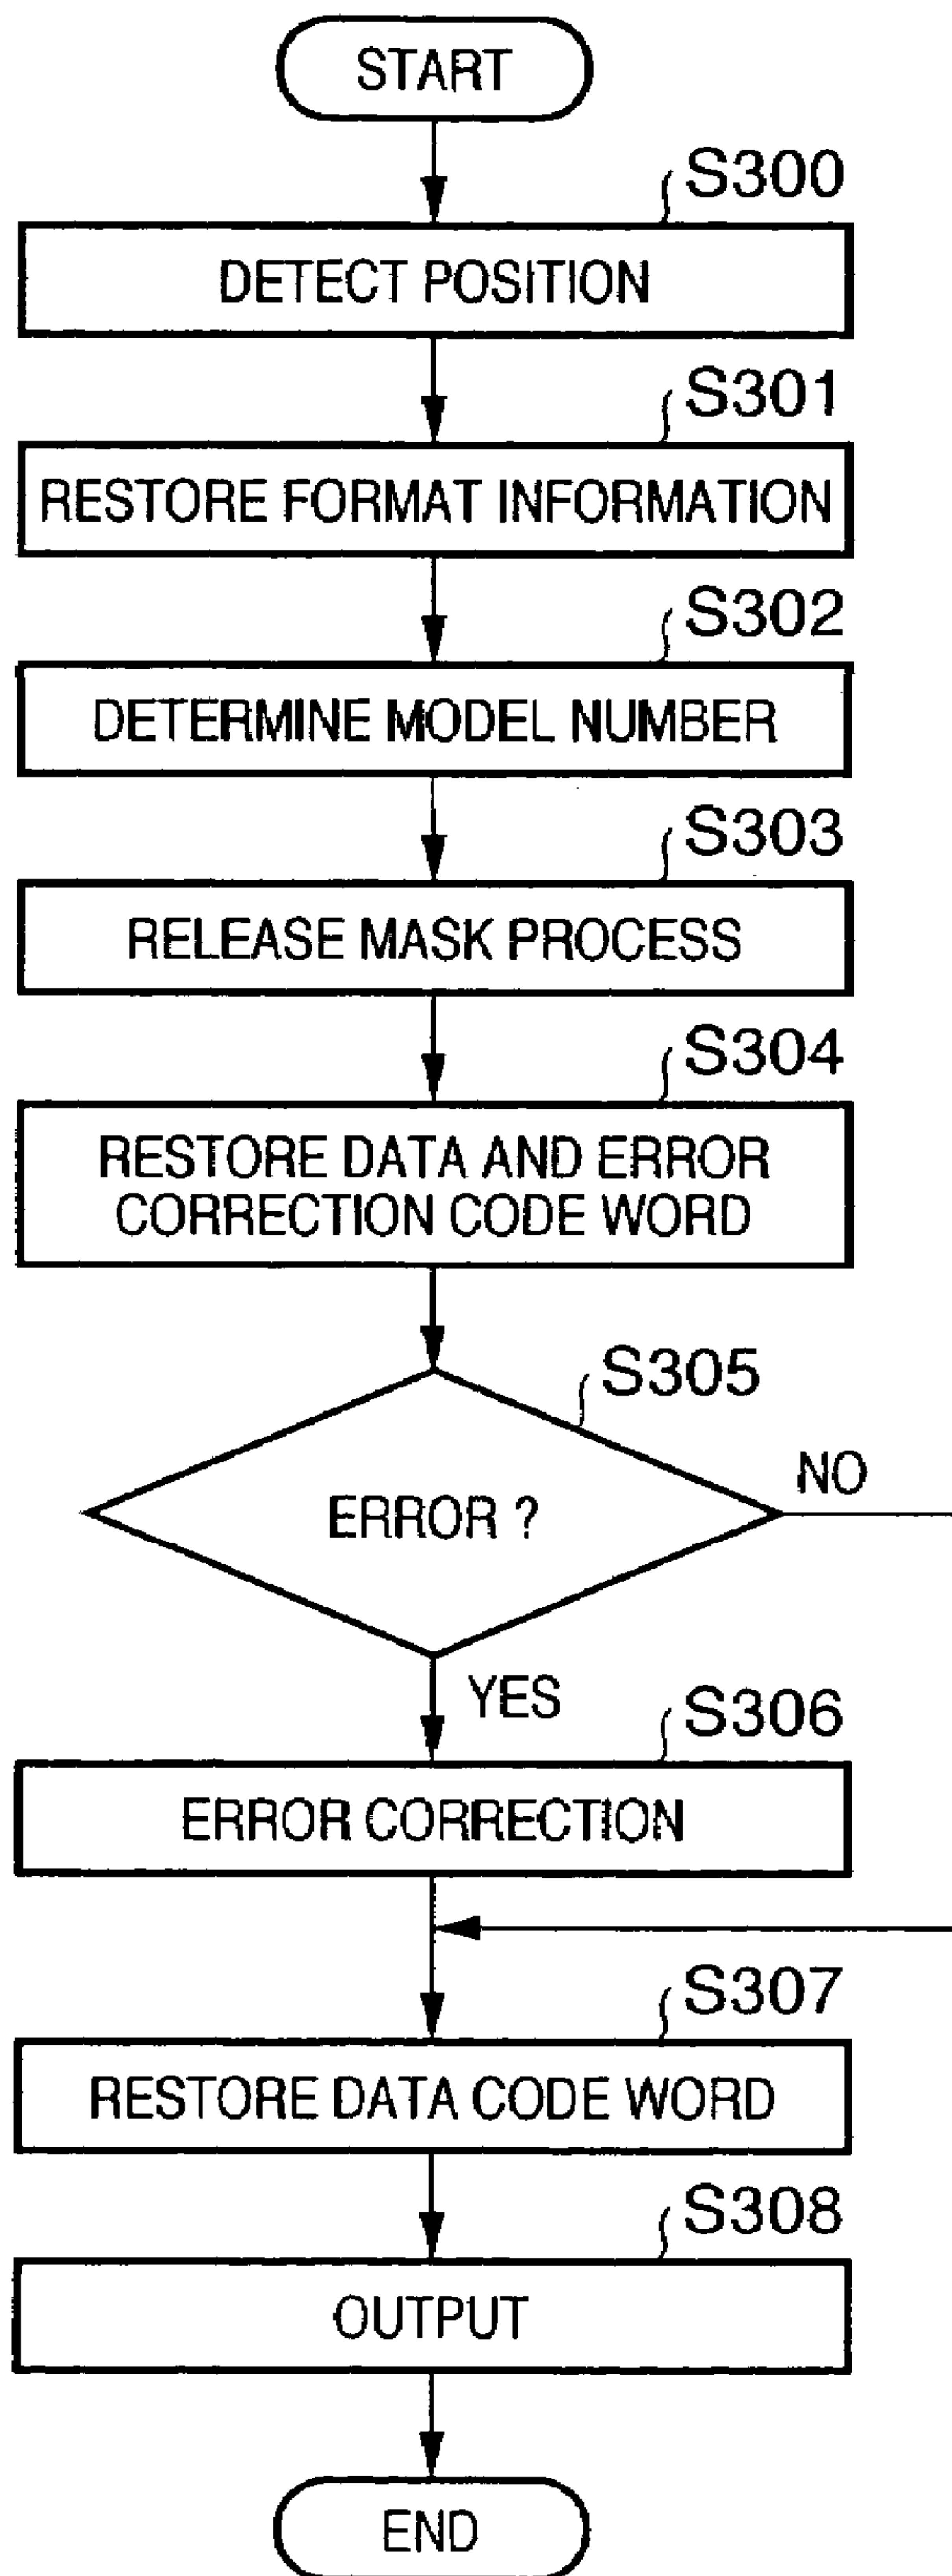 START
S300
DETECT POSITION
S301
RESTORE FORMAT INFORMATION
S302
DETERMINE MODEL NUMBER
S303
RELEASE MASK PROCESS
S304
RESTORE DATA AND ERROR
CORRECTION CODE WORD
S305
ERROR ?
NO
YES
S306
ERROR CORRECTION
S307
RESTORE DATA CODE WORD
S308
OUTPUT
END